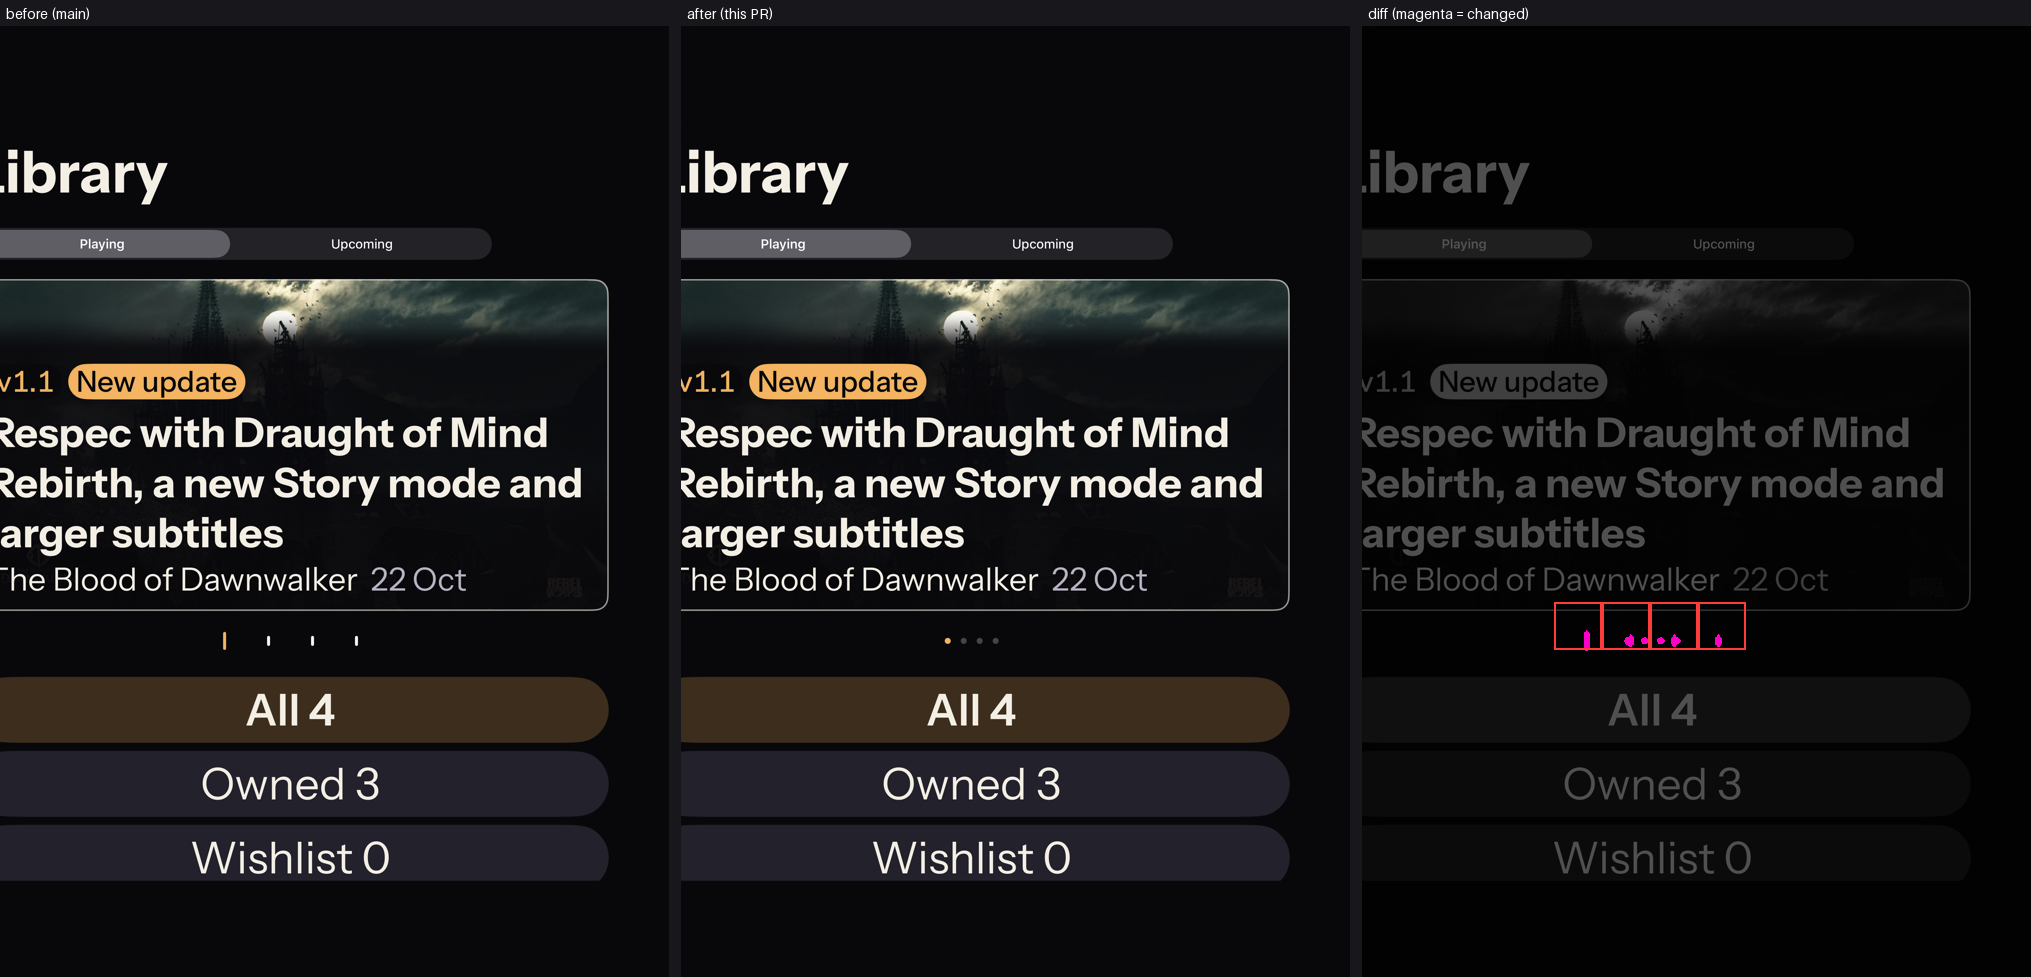 before (main)
ibrary
Playing Upcoming
v1.1 New update
Respec with Draught of Mind
Rebirth, a new Story mode and
arger subtitles
The Blood of Dawnwalker 22 Oct
All 4
Owned 3
Wishlist 0
after (this PR)
ibrary
Playing Upcoming
v1.1 New update
Respec with Draught of Mind
Rebirth, a new Story mode and
arger subtitles
The Blood of Dawnwalker 22 Oct
All 4
Owned 3
Wishlist 0
diff (magenta = changed)
ibrary
Playing Upcoming
v1.1 New update
Respec with Draught of Mind
Rebirth, a new Story mode and
arger subtitles
The Blood of Dawnwalker 22 Oct
All 4
Owned 3
Wishlist 0